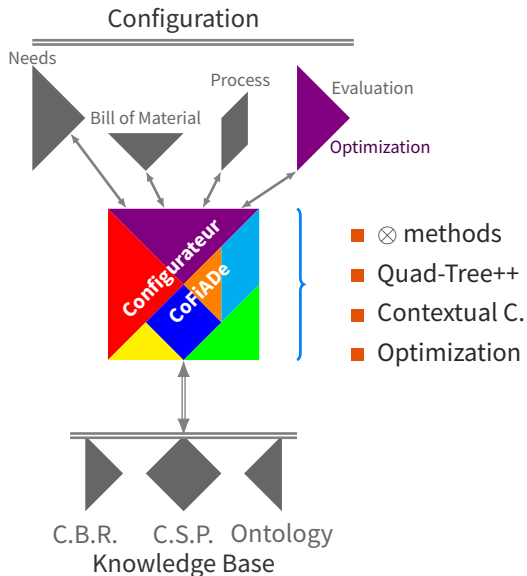 Configuration
Needs
Process
Evaluation
Bill of Material
Optimization
Configurateur
CoFiADe
⊗ methods
Quad-Tree++
Contextual C.
Optimization
C.B.R.
C.S.P.
Ontology
Knowledge Base